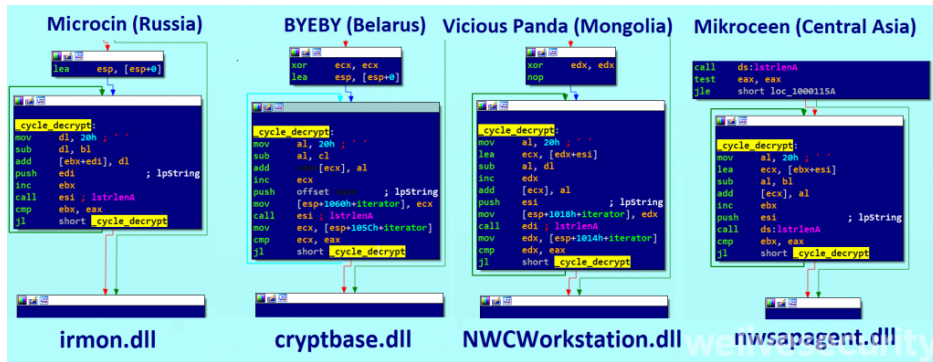 Microcin (Russia)
lea esp, [esp+0]
_cycle_decrypt:
mov dl, 20h ; ` `
sub dl, bl
add [ebx+edi], dl
push edi ; lpString
inc ebx
call esi ; lstrlenA
cmp ebx, eax
jl short _cycle_decrypt
irmon.dll
BYEBY (Belarus)
xor ecx, ecx
lea esp, [esp+0]
_cycle_decrypt:
mov al, 20h ; ` `
sub al, cl
[ecx], al
inc ecx
push offset ; lpString
mov [esp+1060h+iterator], ecx
call esi ; lstrlenA
mov ecx, [esp+105Ch+iterator]
cmp ecx, eax
jl short _cycle_decrypt
cryptbase.dll
Vicious Panda (Mongolia)
xor edx, edx
nop
_cycle_decrypt:
mov al, 20h ; ` `
lea ecx, [edx+esi]
sub al, dl
inc edx
add [ecx], al
push esi ; lpString
mov [esp+1018h+iterator], edx
call edi ; lstrlenA
mov edx, [esp+1014h+iterator]
cmp edx, eax
jl short _cycle_decrypt
NWCWorkstation.dll
Mikroceen (Central Asia)
call ds:lstrlenA
test eax, eax
jle short loc_1000115A
_cycle_decrypt:
mov al, 20h ; ` `
lea ecx, [ebx+esi]
sub al, bl
add [ecx], al
inc ebx
push esi ; lpString
call ds:lstrlenA
cmp ebx, eax
jl short _cycle_decrypt
nwsapagent.dll
welivesecurity